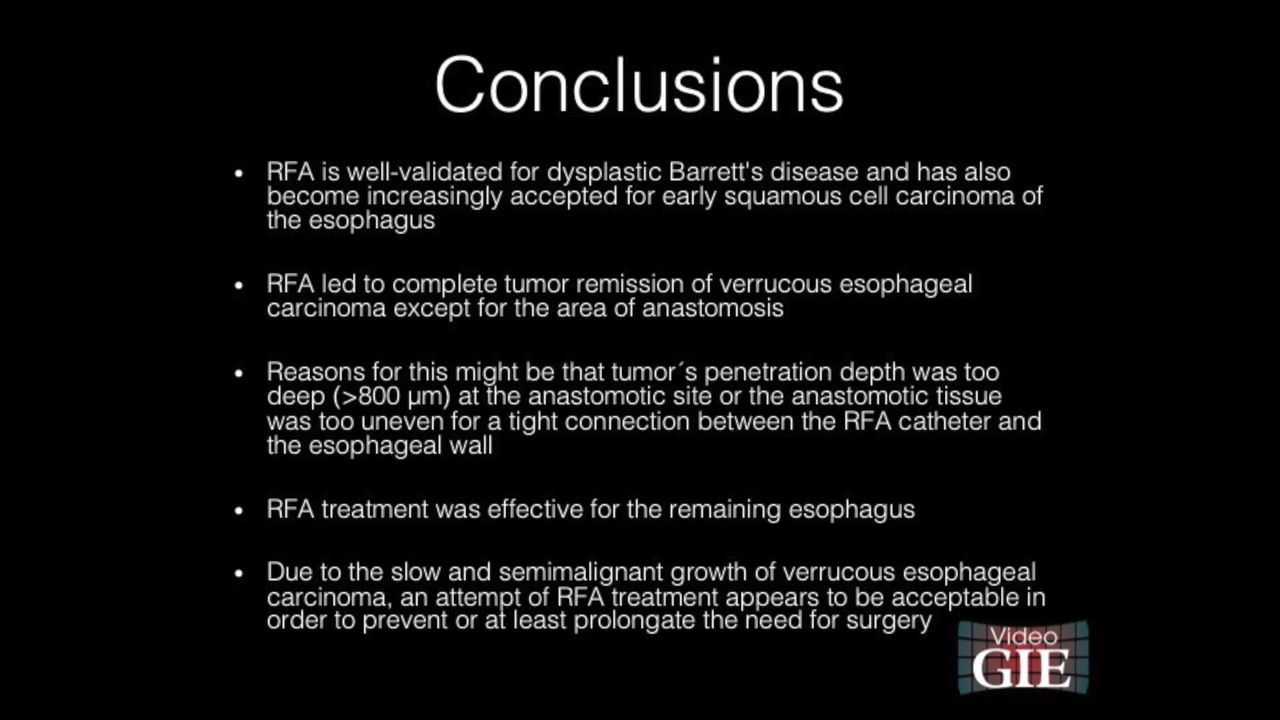 Conclusions
• RFA is well-validated for dysplastic Barrett's disease and has also
become increasingly accepted for early squamous cell carcinoma of
the esophagus
• RFA led to complete tumor remission of verrucous esophageal
carcinoma except for the area of anastomosis
• Reasons for this might be that tumor´s penetration depth was too
deep (>800 µm) at the anastomotic site or the anastomotic tissue
was too uneven for a tight connection between the RFA catheter and
the esophageal wall
• RFA treatment was effective for the remaining esophagus
• Due to the slow and semimalignant growth of verrucous esophageal
carcinoma, an attempt of RFA treatment appears to be acceptable in
order to prevent or at least prolongate the need for surgery
Video
GIE